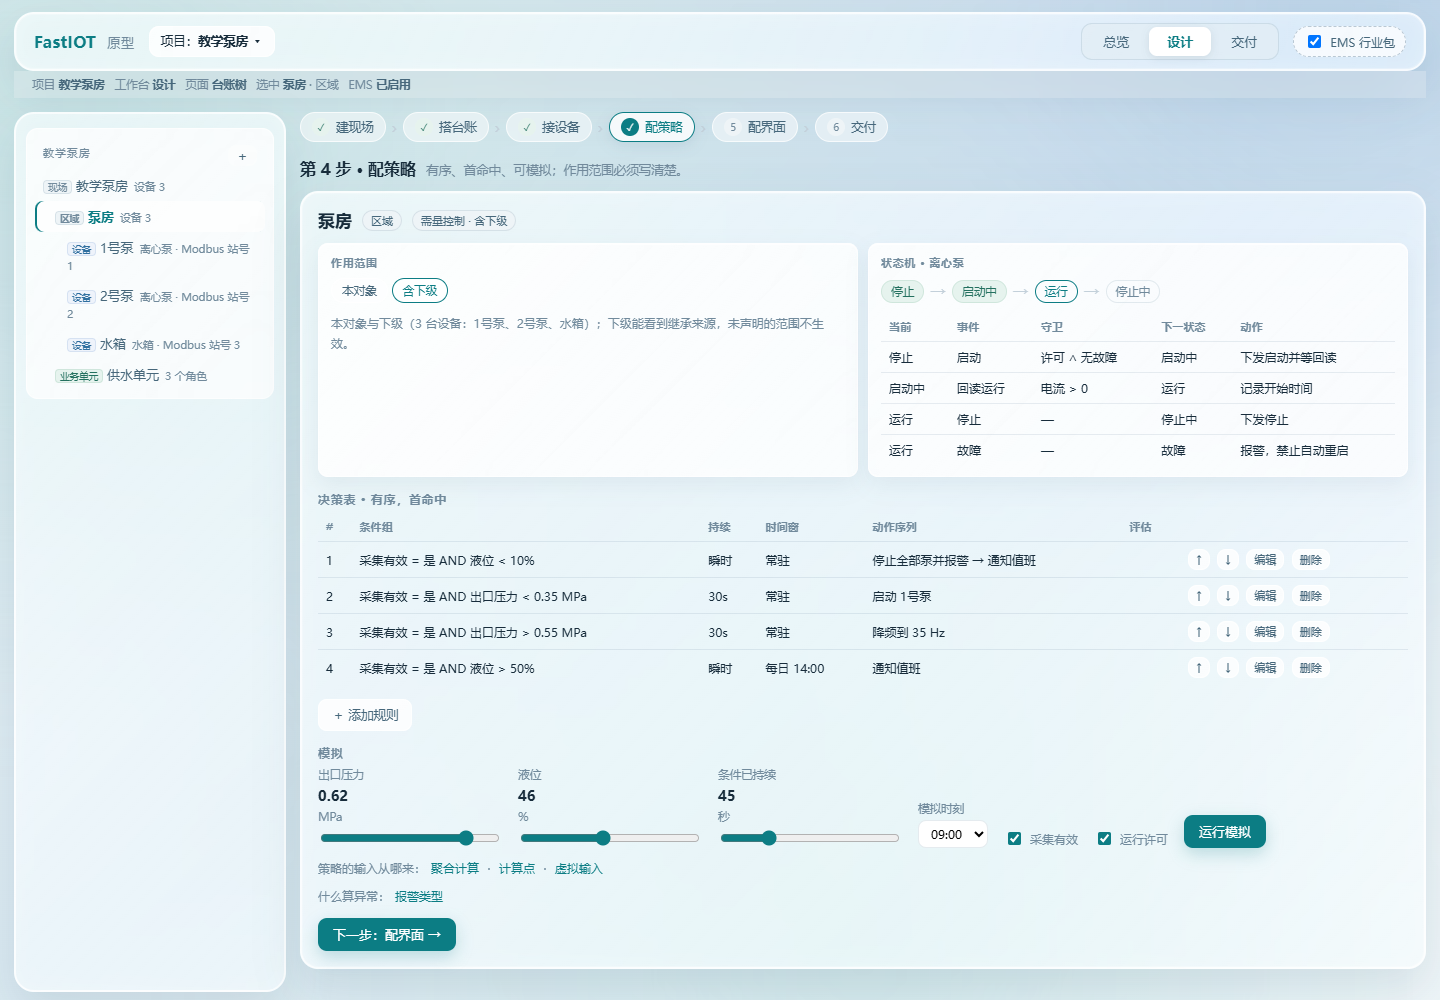 FastIOT 原型 项目：教学泵房 总览 设计 交付 EMS 行业包
项目 教学泵房 工作台 设计 页面 台账树 选中 泵房 · 区域 EMS 已启用
✓ 建现场 › ✓ 搭台账 › ✓ 接设备 › ✓ 配策略 › 5 配界面 › 6 交付
第 4 步 • 配策略 有序、首命中、可模拟；作用范围必须写清楚。
教学泵房 +
现场 教学泵房 设备 3
区域 泵房 设备 3
设备 1号泵 离心泵 · Modbus 站号
1
设备 2号泵 离心泵 · Modbus 站号
2
设备 水箱 水箱 · Modbus 站号 3
业务单元 供水单元 3 个角色
泵房 区域 需量控制 · 含下级
作用范围
本对象 含下级
本对象与下级（3 台设备：1号泵、2号泵、水箱）；下级能看到继承来源，未声明的范围不生
效。
状态机 • 离心泵
停止 → 启动中 → 运行 → 停止中
当前 事件 守卫 下一状态 动作
停止 启动 许可 ∧ 无故障 启动中 下发启动并等回读
启动中 回读运行 电流 > 0 运行 记录开始时间
运行 停止 — 停止中 下发停止
运行 故障 — 故障 报警，禁止自动重启
决策表 • 有序，首命中
# 条件组 持续 时间窗 动作序列 评估
1 采集有效 = 是 AND 液位 < 10% 瞬时 常驻 停止全部泵并报警 → 通知值班 ↑ ↓ 编辑 删除
2 采集有效 = 是 AND 出口压力 < 0.35 MPa 30s 常驻 启动 1号泵 ↑ ↓ 编辑 删除
3 采集有效 = 是 AND 出口压力 > 0.55 MPa 30s 常驻 降频到 35 Hz ↑ ↓ 编辑 删除
4 采集有效 = 是 AND 液位 > 50% 瞬时 每日 14:00 通知值班 ↑ ↓ 编辑 删除
+ 添加规则
模拟
出口压力 液位 条件已持续
0.62 46 45
MPa % 秒
模拟时刻
09:00 采集有效 运行许可 运行模拟
策略的输入从哪来： 聚合计算 · 计算点 · 虚拟输入
什么算异常： 报警类型
下一步：配界面 →